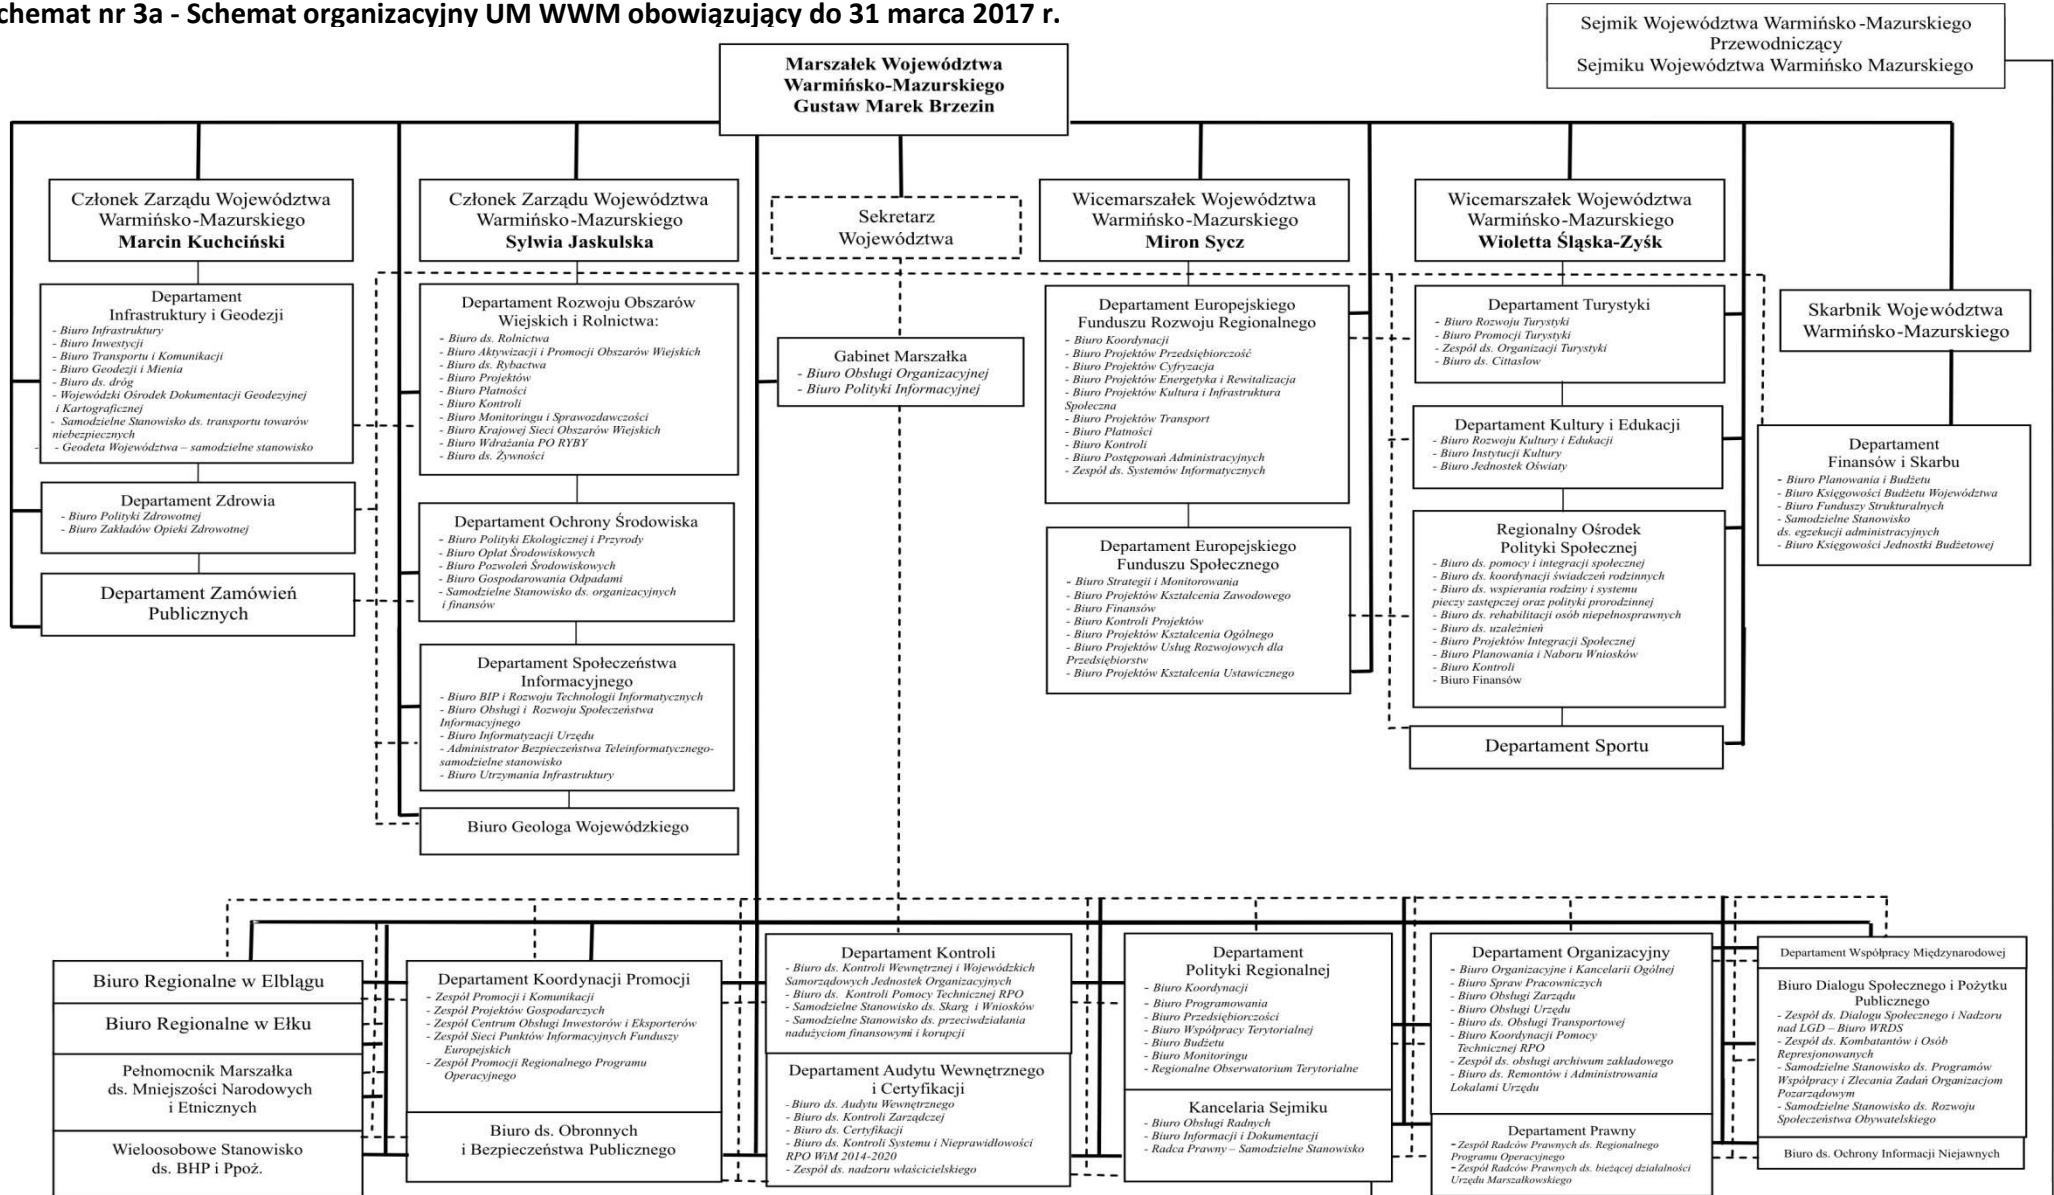 chemat nr 3a - Schemat organizacyjny UM WWM obowiązujący do 31 marca 2017 r.
Sejmik Województwa Warmińsko-Mazurskiego
Przewodniczący
Sejmiku Województwa Warmińsko Mazurskiego
Marszałek Województwa
Warmińsko-Mazurskiego
Gustaw Marek Brzezin
Członek Zarządu Województwa
Warmińsko-Mazurskiego
Marcin Kuchciński
Członek Zarządu Województwa
Warmińsko-Mazurskiego
Sylwia Jaskulska
Sekretarz
Województwa
Wicemarszałek Województwa
Warmińsko-Mazurskiego
Miron Sycz
Wicemarszałek Województwa
Warmińsko-Mazurskiego
Wioletta Śląska-Zyśk
Departament
Infrastruktury i Geodezji
- Biuro Infrastruktury
- Biuro Inwestycji
- Biuro Transportu i Komunikacji
- Biuro Geodezji i Mienia
- Biuro ds. dróg
- Wojewódzki Ośrodek Dokumentacji Geodezyjnej
i Kartograficznej
- Samodzielne Stanowisko ds. transportu towarów
niebezpiecznych
- - Geodeta Województwa – samodzielne stanowisko
Departament Zdrowia
- Biuro Polityki Zdrowotnej
- Biuro Zakładów Opieki Zdrowotnej
Departament Zamówień
Publicznych
Departament Rozwoju Obszarów
Wiejskich i Rolnictwa:
- Biuro ds. Rolnictwa
- Biuro Aktywizacji i Promocji Obszarów Wiejskich
- Biuro ds. Rybactwa
- Biuro Projektów
- Biuro Płatności
- Biuro Kontroli
- Biuro Monitoringu i Sprawozdawczości
- Biuro Krajowej Sieci Obszarów Wiejskich
- Biuro Wdrażania PO RYBY
- Biuro ds. Żywności
Departament Ochrony Środowiska
- Biuro Polityki Ekologicznej i Przyrody
- Biuro Opłat Środowiskowych
- Biuro Pozwoleń Środowiskowych
- Biuro Gospodarowania Odpadami
- Samodzielne Stanowisko ds. organizacyjnych
i finansów
Departament Społeczeństwa
Informacyjnego
- Biuro BIP i Rozwoju Technologii Informatycznych
- Biuro Obsługi i Rozwoju Społeczeństwa
Informacyjnego
- Biuro Informatyzacji Urzędu
- Administrator Bezpieczeństwa Teleinformatycznego-
samodzielne stanowisko
- Biuro Utrzymania Infrastruktury
Biuro Geologa Wojewódzkiego
Gabinet Marszałka
- Biuro Obsługi Organizacyjnej
- Biuro Polityki Informacyjnej
Departament Europejskiego
Funduszu Rozwoju Regionalnego
- Biuro Koordynacji
- Biuro Projektów Przedsiębiorczość
- Biuro Projektów Cyfryzacja
- Biuro Projektów Energetyka i Rewitalizacja
- Biuro Projektów Kultura i Infrastruktura
Społeczna
- Biuro Projektów Transport
- Biuro Płatności
- Biuro Kontroli
- Biuro Postępowań Administracyjnych
- Zespół ds. Systemów Informatycznych
Departament Europejskiego
Funduszu Społecznego
- Biuro Strategii i Monitorowania
- Biuro Projektów Kształcenia Zawodowego
- Biuro Finansów
- Biuro Kontroli Projektów
- Biuro Projektów Kształcenia Ogólnego
- Biuro Projektów Usług Rozwojowych dla
Przedsiębiorstw
- Biuro Projektów Kształcenia Ustawicznego
Departament Turystyki
- Biuro Rozwoju Turystyki
- Biuro Promocji Turystyki
- Zespół ds. Organizacji Turystyki
- Biuro ds. Cittaslow
Departament Kultury i Edukacji
- Biuro Rozwoju Kultury i Edukacji
- Biuro Instytucji Kultury
- Biuro Jednostek Oświaty
Regionalny Ośrodek
Polityki Społecznej
- Biuro ds. pomocy i integracji społecznej
- Biuro ds. koordynacji świadczeń rodzinnych
- Biuro ds. wspierania rodziny i systemu
pieczy zastępczej oraz polityki prorodzinnej
- Biuro ds. rehabilitacji osób niepełnosprawnych
- Biuro ds. uzależnień
- Biuro Projektów Integracji Społecznej
- Biuro Planowania i Naboru Wniosków
- Biuro Kontroli
- Biuro Finansów
Departament Sportu
Skarbnik Województwa
Warmińsko-Mazurskiego
Departament
Finansów i Skarbu
- Biuro Planowania i Budżetu
- Biuro Księgowości Budżetu Województwa
- Biuro Funduszy Strukturalnych
- Samodzielne Stanowisko
ds. egzekucji administracyjnych
- Biuro Księgowości Jednostki Budżetowej
Biuro Regionalne w Elblągu
Biuro Regionalne w Ełku
Pełnomocnik Marszałka
ds. Mniejszości Narodowych
i Etnicznych
Wieloosobowe Stanowisko
ds. BHP i Ppoż.
Departament Koordynacji Promocji
- Zespół Promocji i Komunikacji
- Zespół Projektów Gospodarczych
- Zespół Centrum Obsługi Inwestorów i Eksporterów
- Zespół Sieci Punktów Informacyjnych Funduszy
Europejskich
- Zespół Promocji Regionalnego Programu
Operacyjnego
Biuro ds. Obronnych
i Bezpieczeństwa Publicznego
Departament Kontroli
- Biuro ds. Kontroli Wewnętrznej i Wojewódzkich
Samorządowych Jednostek Organizacyjnych
- Biuro ds. Kontroli Pomocy Technicznej RPO
- Samodzielne Stanowisko ds. Skarg i Wniosków
- Samodzielne Stanowisko ds. przeciwdziałania
nadużyciom finansowymi i korupcji
Departament Audytu Wewnętrznego
i Certyfikacji
- Biuro ds. Audytu Wewnętrznego
- Biuro ds. Kontroli Zarządczej
- Biuro ds. Certyfikacji
- Biuro ds. Kontroli Systemu i Nieprawidłowości
RPO WiM 2014-2020
- Zespół ds. nadzoru właścicielskiego
Departament
Polityki Regionalnej
- Biuro Koordynacji
- Biuro Programowania
- Biuro Przedsiębiorczości
- Biuro Współpracy Terytorialnej
- Biuro Budżetu
- Biuro Monitoringu
- Regionalne Obserwatorium Terytorialne
Kancelaria Sejmiku
- Biuro Obsługi Radnych
- Biuro Informacji i Dokumentacji
- Radca Prawny – Samodzielne Stanowisko
Departament Organizacyjny
- Biuro Organizacyjne i Kancelarii Ogólnej
- Biuro Spraw Pracowniczych
- Biuro Obsługi Zarządu
- Biuro Obsługi Urzędu
- Biuro ds. Obsługi Transportowej
- Biuro Koordynacji Pomocy
Technicznej RPO
- Zespół ds. obsługi archiwum zakładowego
- Biuro ds. Remontów i Administrowania
Lokalami Urzędu
Departament Prawny
- Zespół Radców Prawnych ds. Regionalnego
Programu Operacyjnego
- Zespół Radców Prawnych ds. bieżącej działalności
Urzędu Marszałkowskiego
Departament Współpracy Międzynarodowej
Biuro Dialogu Społecznego i Pożytku
Publicznego
- Zespół ds. Dialogu Społecznego i Nadzoru
nad LGD – Biuro WRDS
- Zespół ds. Kombatantów i Osób
Represjonowanych
- Samodzielne Stanowisko ds. Programów
Współpracy i Zlecania Zadań Organizacjom
Pozarządowym
- Samodzielne Stanowisko ds. Rozwoju
Społeczeństwa Obywatelskiego
Biuro ds. Ochrony Informacji Niejawnych